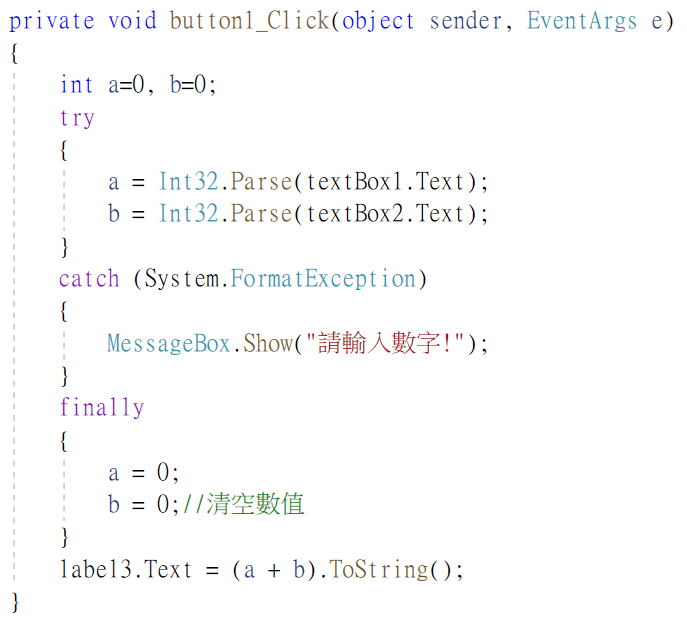 private void button1_Click(object sender, EventArgs e)
{
int a=0, b=0;
try
{
a = Int32.Parse(textBox1.Text);
b = Int32.Parse(textBox2.Text);
}
catch (System.FormatException)
{
MessageBox.Show("請輸入數字!");
}
finally
{
a = 0;
b = 0;//清空數值
}
label3.Text = (a + b).ToString();
}